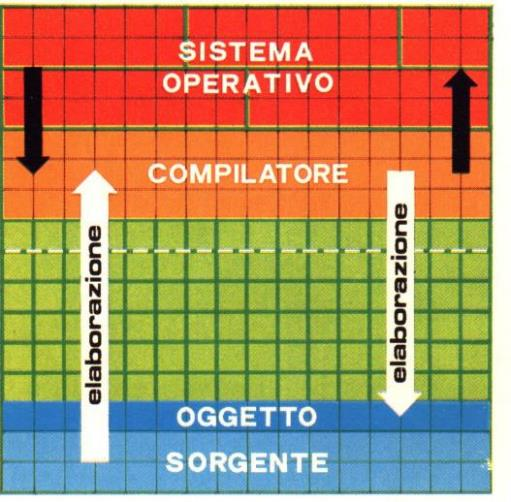 SISTEMA
OPERATIVO
COMPILATORE
elaborazione
elaborazione
OGGETTO
SORGENTE